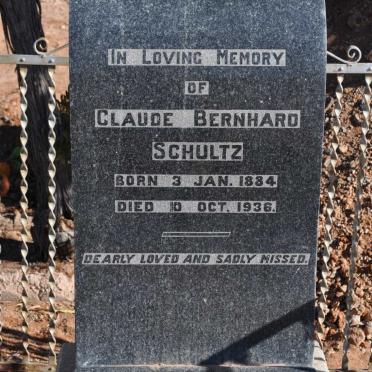 IN LOVING MEMORY
OF
CLAUDE BERNHARD
SCHULTZ
BORN 3 JAN. 1884
DIED 10 OCT. 1936.
DEARLY LOVED AND SADLY MISSED.